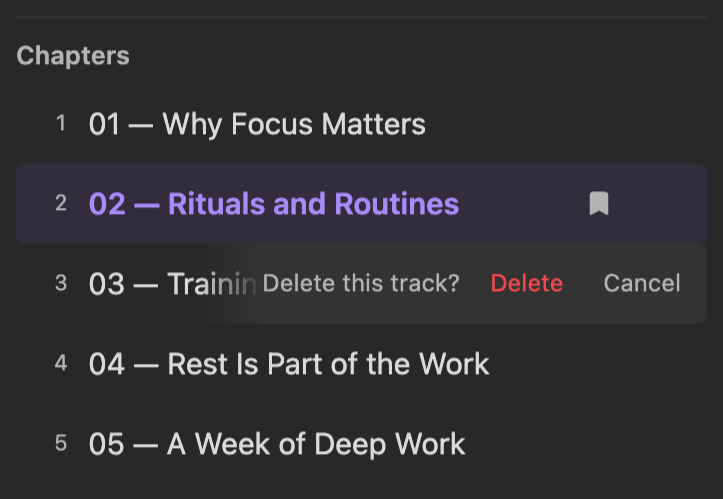 Chapters
1 01 — Why Focus Matters
2 02 — Rituals and Routines
3 03 — Delete this track? Delete Cancel
4 04 — Rest Is Part of the Work
5 05 — A Week of Deep Work